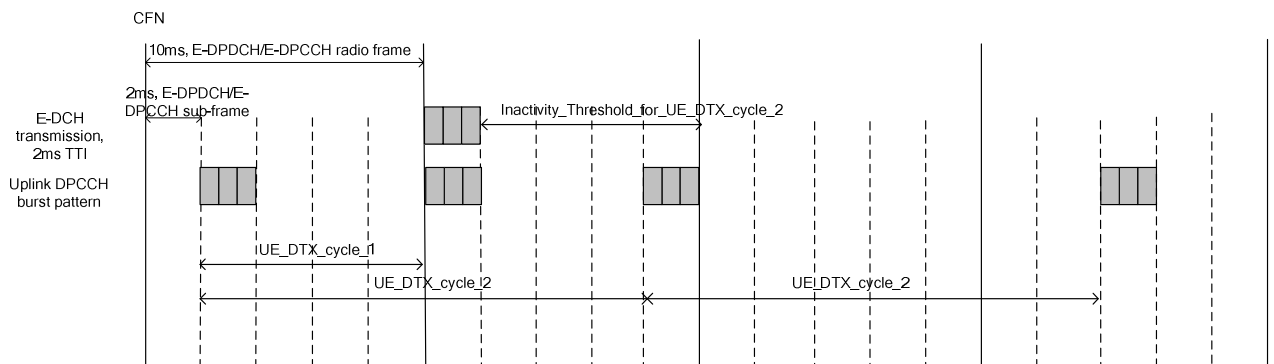 CFN
10ms, E-DPDCH/E-DPCCH radio frame
2ms, E-DPDCH/E-
DPCCH sub-frame
E-DCH
transmission,
2ms TTI
Inactivity_Threshold_for_UE_DTX_cycle_2
Uplink DPCCH
burst pattern
UE_DTX_cycle_1
UE_DTX_cycle_2
UE_DTX_cycle_2